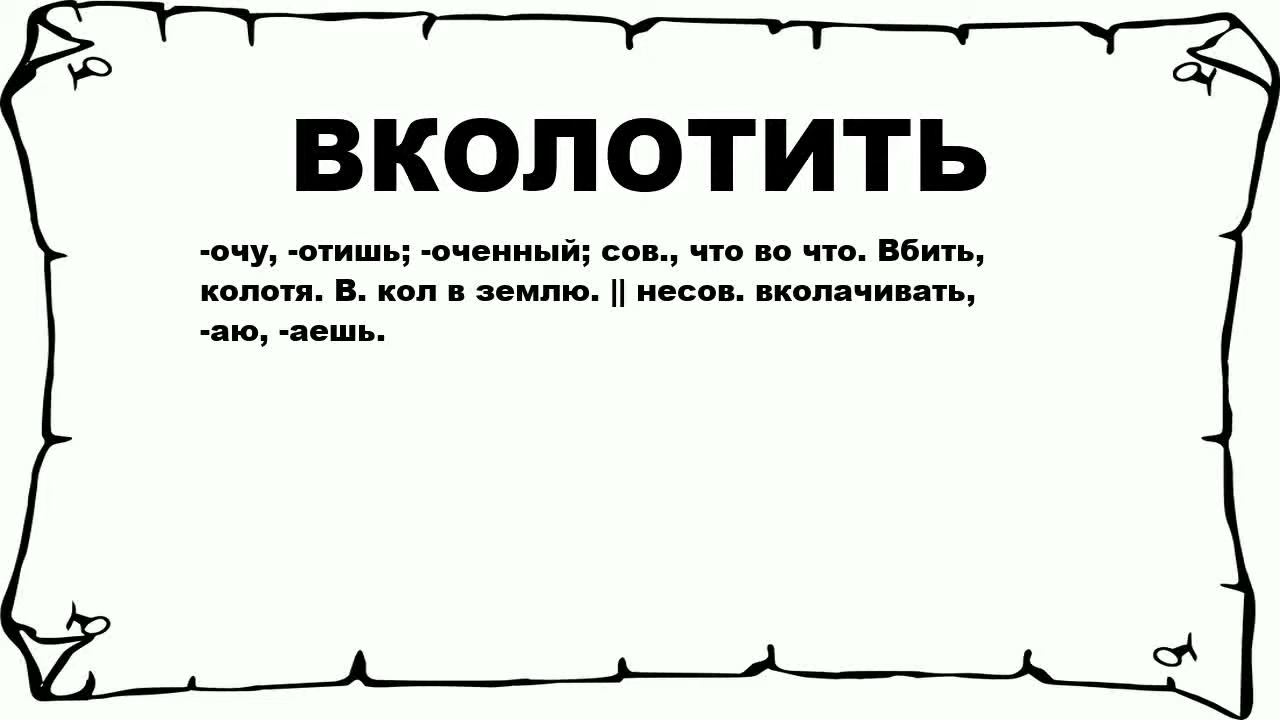 ВКОЛОТИТЬ
-очу, -отишь; -оченный; сов., что во что. Вбить,
колотя. В. кол в землю. || несов. вколачивать,
-аю, -аешь.